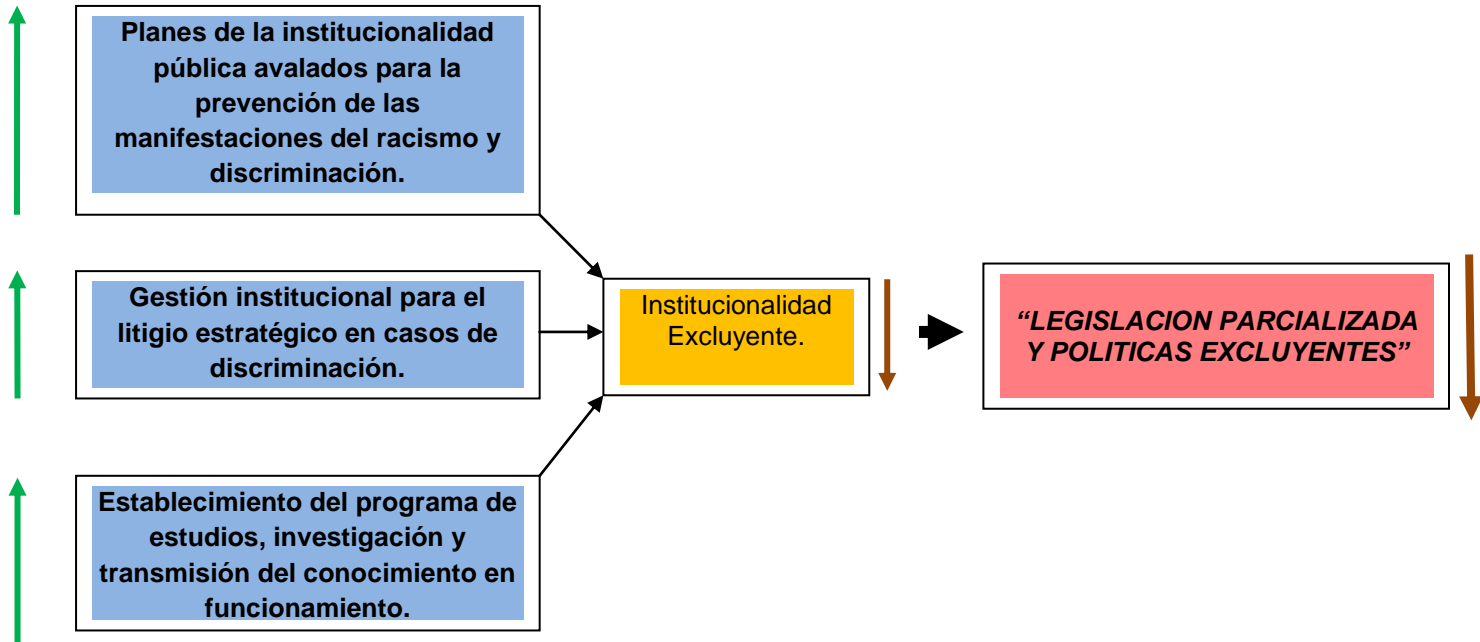 Planes de la institucionalidad
pública avalados para la
prevención de las
manifestaciones del racismo y
discriminación.
Gestión institucional para el
litigio estratégico en casos de
discriminación.
Establecimiento del programa de
estudios, investigación y
transmisión del conocimiento en
funcionamiento.
Institucionalidad
Excluyente.
“LEGISLACION PARCIALIZADA
Y POLITICAS EXCLUYENTES”